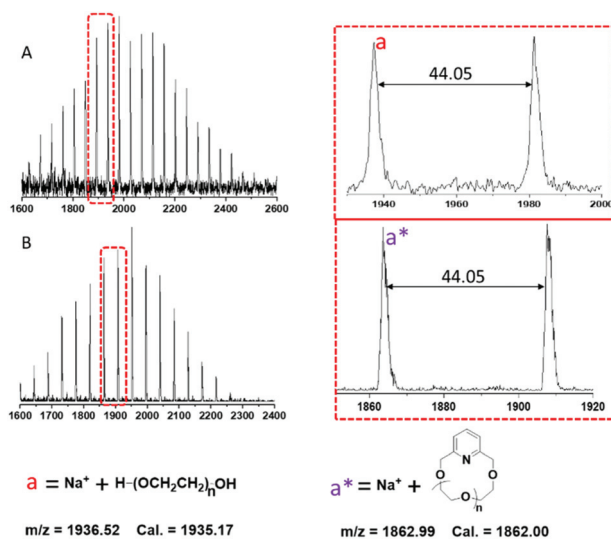 A
1600 1800 2000 2200 2400 2600
a
44.05
1940 1960 1980 2000
B
1600 1700 1800 1900 2000 2100 2200 2300 2400
a*
44.05
1860 1880 1900 1920
a = Na⁺ + H-(OCH₂CH₂)ₙOH
m/z = 1936.52 Cal. = 1935.17
a* = Na⁺ +
N
O
O
O
n
m/z = 1862.99 Cal. = 1862.00